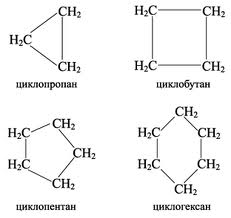 CH₂ H₂C CH₂
H₂C
CH₂ H₂C CH₂
циклопропан циклобутан
CH₂ CH₂
H₂C H₂C CH₂
CH₂
H₂C H₂C CH₂
CH₂ CH₂
циклопентан циклогексан